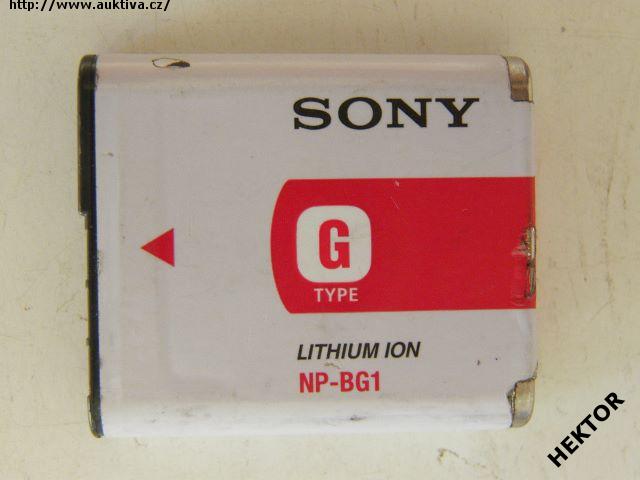 http://www.auktiva.cz/
SONY
G
TYPE
LITHIUM ION
NP-BG1
HEKTOR